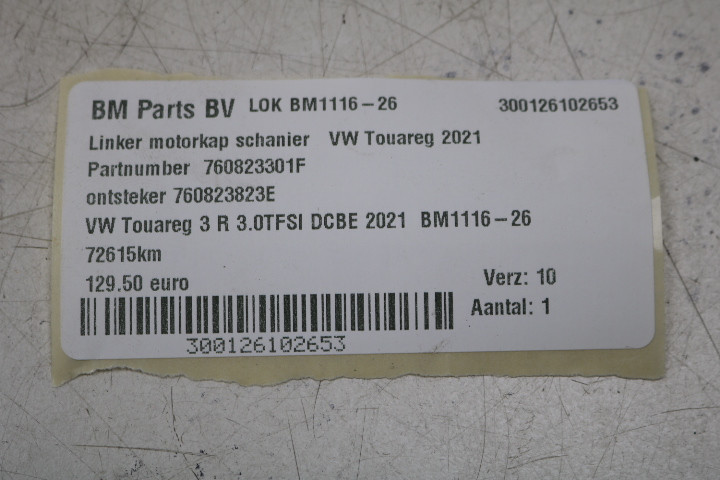 BM Parts BV LOK BM1116-26 300126102653
Linker motorkap schanier VW Touareg 2021
Partnumber 760823301F
ontsteker 760823823E
VW Touareg 3 R 3.0TFSI DCBE 2021 BM1116-26
72615km
129.50 euro Verz: 10
Aantal: 1
300126102653